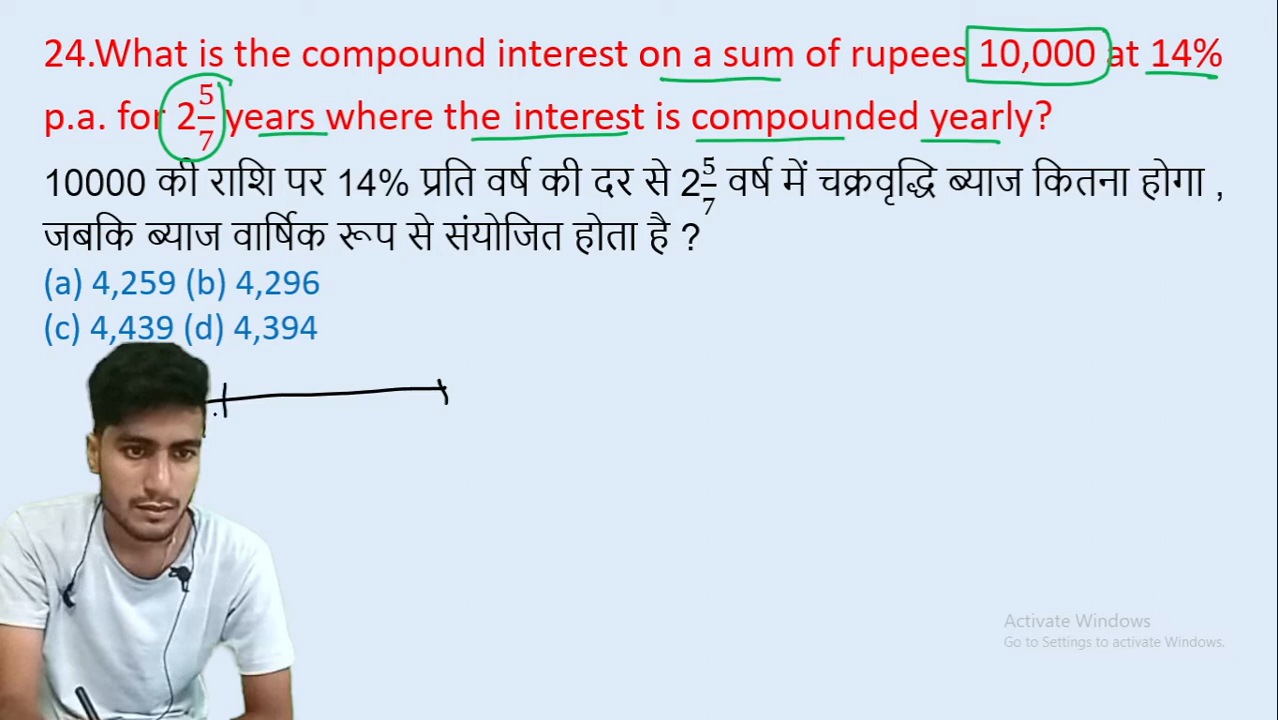 24.What is the compound interest on a sum of rupees 10,000 at 14%
p.a. for 2 5/7 years where the interest is compounded yearly?
10000 की राशि पर 14% प्रति वर्ष की दर से 2 5/7 वर्ष में चक्रवृद्धि ब्याज कितना होगा ,
जबकि ब्याज वार्षिक रूप से संयोजित होता है ?
(a) 4,259 (b) 4,296
(c) 4,439 (d) 4,394
Activate Windows
Go to Settings to activate Windows.